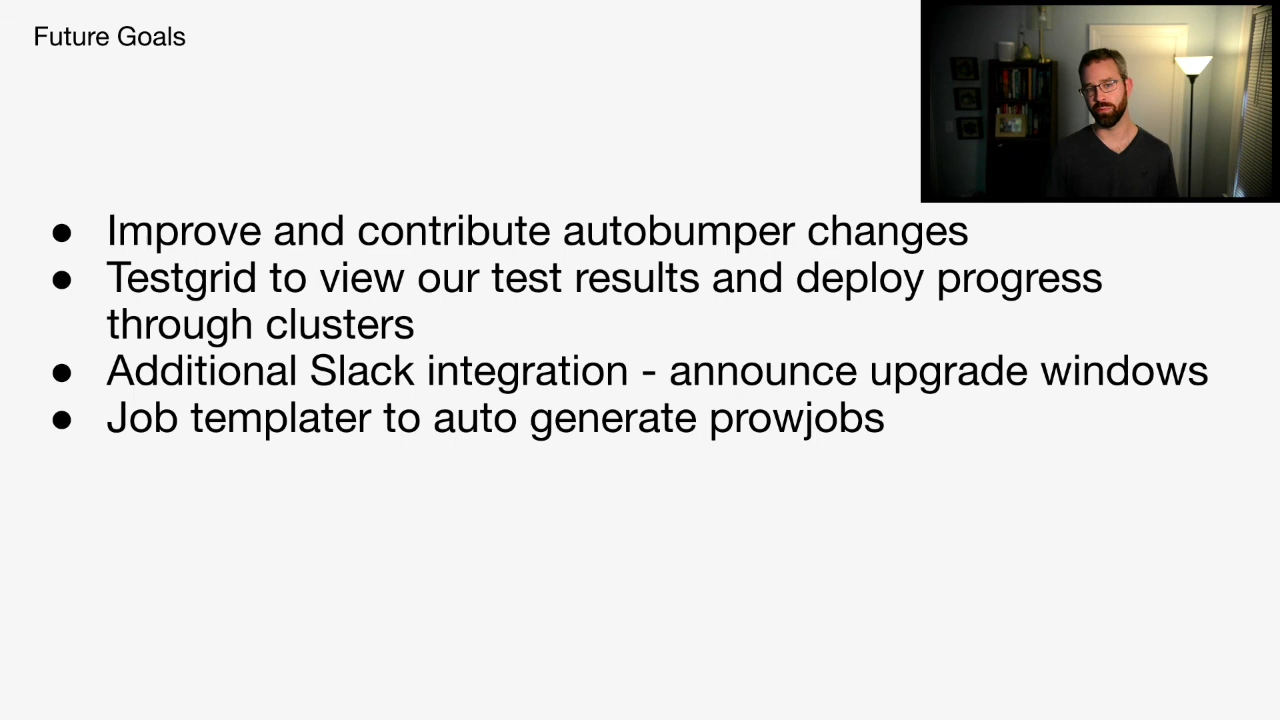 Future Goals
● Improve and contribute autobumper changes
● Testgrid to view our test results and deploy progress
through clusters
● Additional Slack integration - announce upgrade windows
● Job templater to auto generate prowjobs